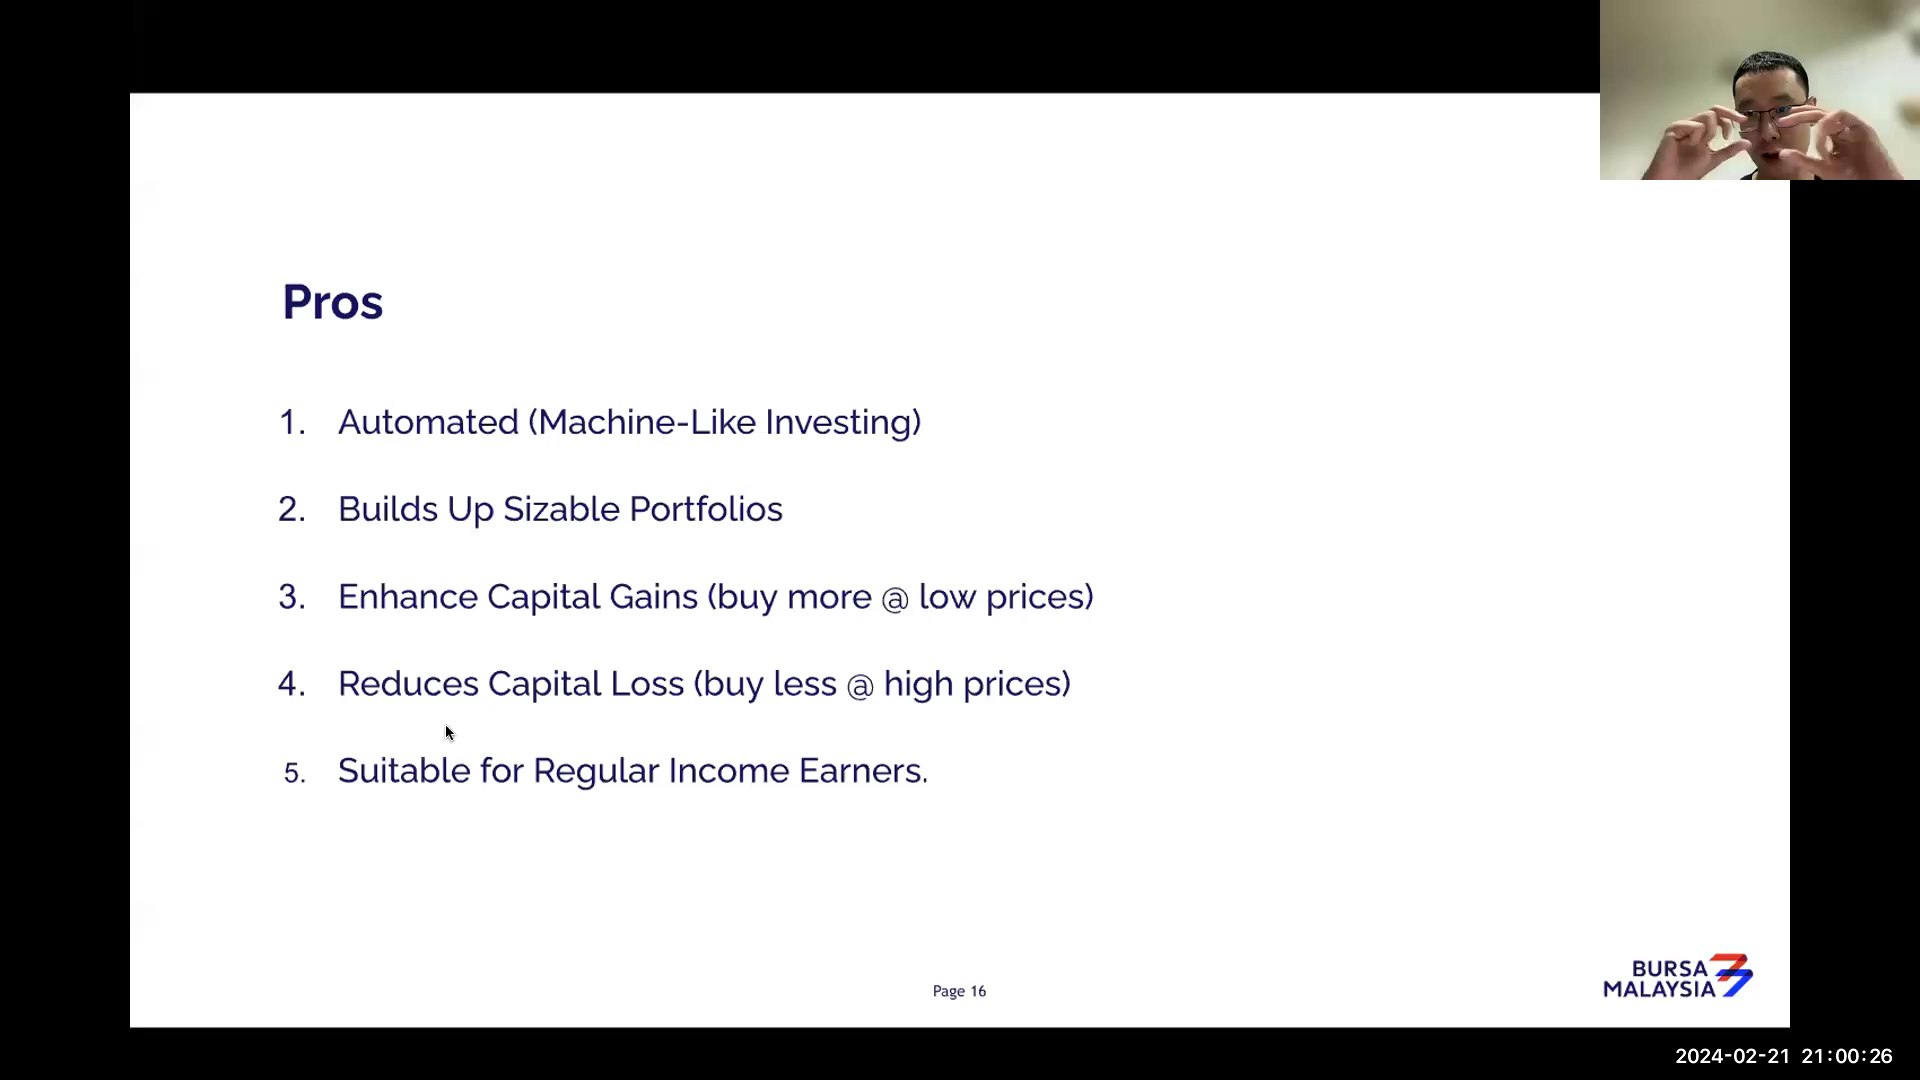 Pros
1. Automated (Machine-Like Investing)
2. Builds Up Sizable Portfolios
3. Enhance Capital Gains (buy more @ low prices)
4. Reduces Capital Loss (buy less @ high prices)
5. Suitable for Regular Income Earners.
Page 16
BURSA
MALAYSIA
2024-02-21 21:00:26